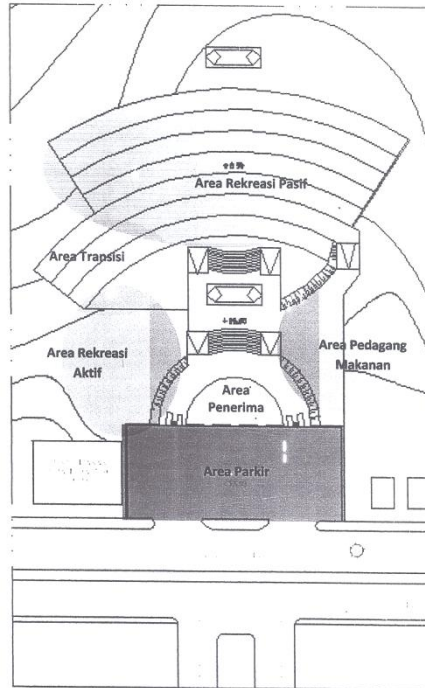 Area Rekreasi Pasif
Area Transisi
Area Rekreasi
Aktif
Area Pedagang
Makanan
Area
Penerima
Area Parkir